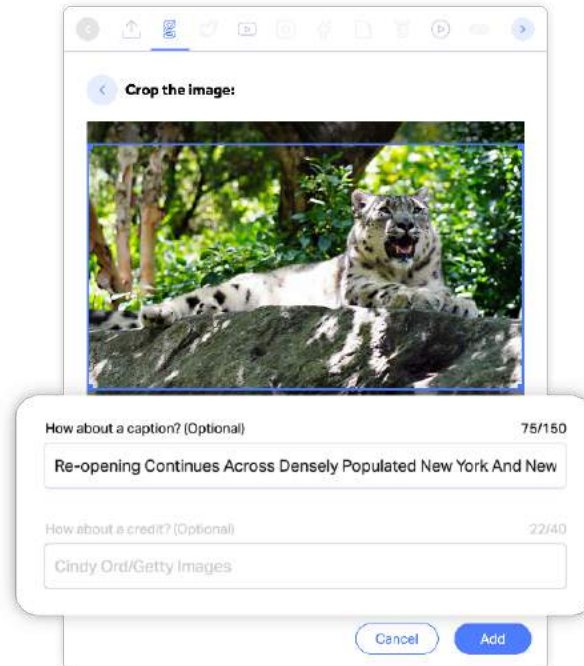 Crop the image:
How about a caption? (Optional) 75/150
Re-opening Continues Across Densely Populated New York And New
How about a credit? (Optional) 22/40
Cindy Ord/Getty Images
Cancel Add